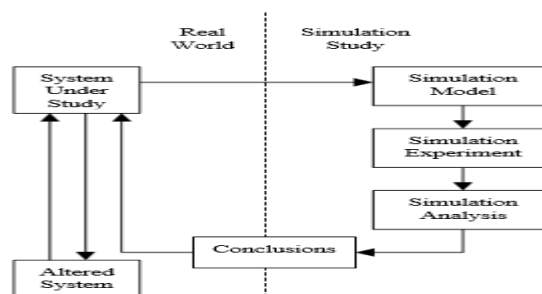 Real
World
Simulation
Study
System
Under
Study
Simulation
Model
Simulation
Experiment
Simulation
Analysis
Conclusions
Altered
System